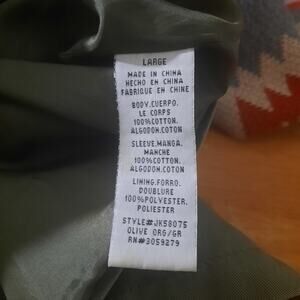 LARGE
MADE IN CHINA
HECHO EN CHINA
FABRIQUE EN CHINE
BODY.CUERPO.
LE CORPS
100%COTTON.
ALGODON.COTON
SLEEVE.MANGA.
MANCHE
100%COTTON.
ALGODON.COTON
LINING.FORRO.
DOUBLURE
100%POLYESTER.
POLIESTER
STYLE#JK58075
OLIVE ORG/GR
RN#3059279